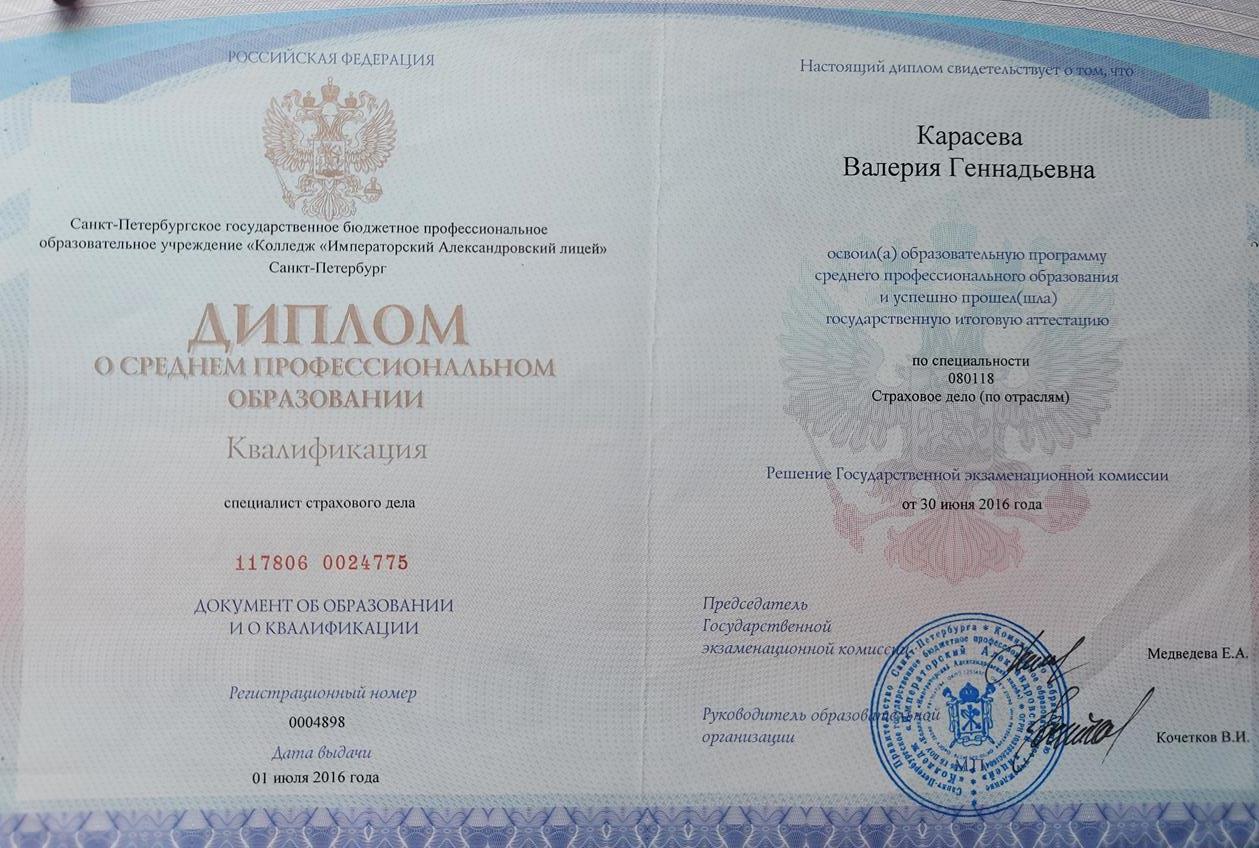 РОССИЙСКАЯ ФЕДЕРАЦИЯ
Санкт-Петербургское государственное бюджетное профессиональное
образовательное учреждение «Колледж «Императорский Александровский лицей»
Санкт-Петербург
ДИПЛОМ
О СРЕДНЕМ ПРОФЕССИОНАЛЬНОМ
ОБРАЗОВАНИИ
Квалификация
специалист страхового дела
117806 0024775
ДОКУМЕНТ ОБ ОБРАЗОВАНИИ
И О КВАЛИФИКАЦИИ
Регистрационный номер
0004898
Дата выдачи
01 июля 2016 года
Настоящий диплом свидетельствует о том, что
Карасева
Валерия Геннадьевна
освоил(а) образовательную программу
среднего профессионального образования
и успешно прошел(шла)
государственную итоговую аттестацию
по специальности
080118
Страховое дело (по отраслям)
Решение Государственной экзаменационной комиссии
от 30 июня 2016 года
Председатель
Государственной
экзаменационной комиссии
Медведева Е.А.
Руководитель образовательной
организации
Кочетков В.И.
М.П.